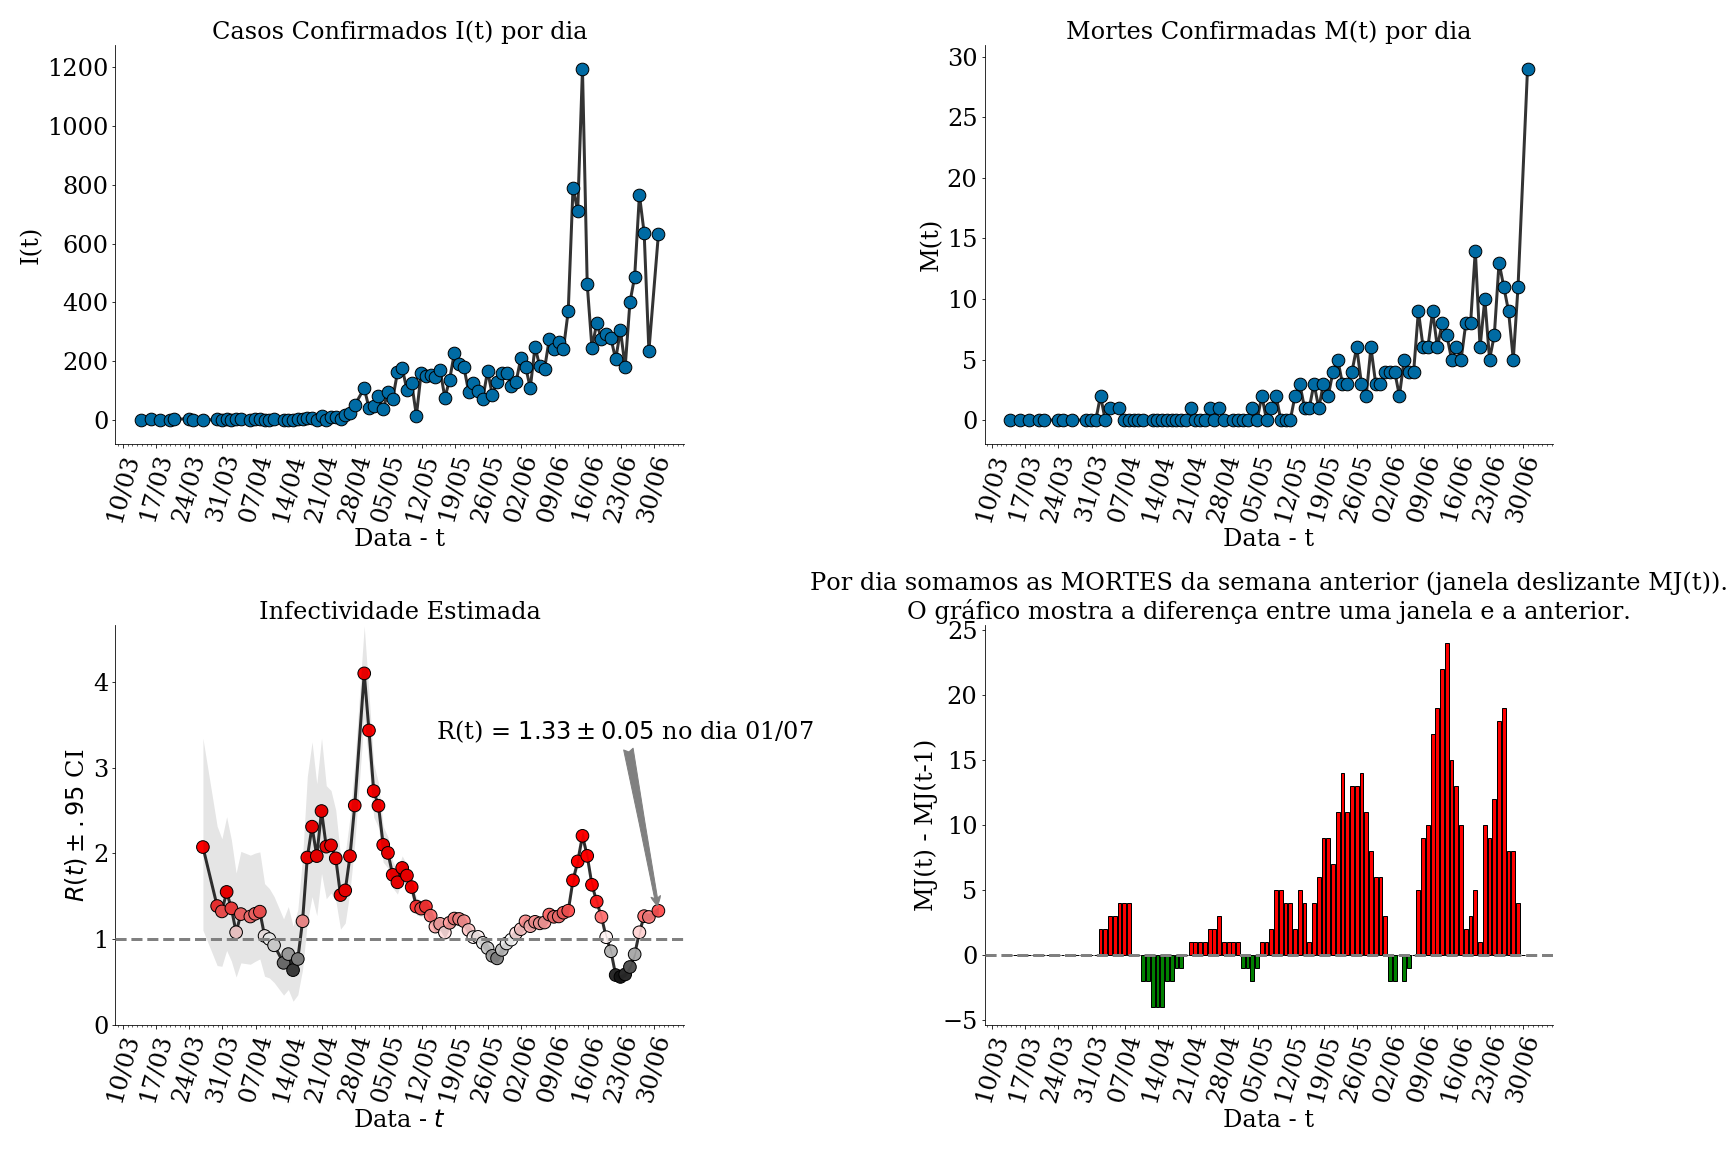 Casos Confirmados I(t) por dia
1200
1000
800
600
400
200
0
I(t)
10/03 17/03 24/03 31/03 07/04 14/04 21/04 28/04 05/05 12/05 19/05 26/05 02/06 09/06 16/06 23/06 30/06
Data - t
Mortes Confirmadas M(t) por dia
30
25
20
15
10
5
0
M(t)
10/03 17/03 24/03 31/03 07/04 14/04 21/04 28/04 05/05 12/05 19/05 26/05 02/06 09/06 16/06 23/06 30/06
Data - t
Infectividade Estimada
4
3
2
1
0
R(t) ± .95 CI
R(t) = 1.33 ± 0.05 no dia 01/07
10/03 17/03 24/03 31/03 07/04 14/04 21/04 28/04 05/05 12/05 19/05 26/05 02/06 09/06 16/06 23/06 30/06
Data - t
Por dia somamos as MORTES da semana anterior (janela deslizante MJ(t)).
O gráfico mostra a diferença entre uma janela e a anterior.
25
20
15
10
5
0
−5
MJ(t) - MJ(t-1)
10/03 17/03 24/03 31/03 07/04 14/04 21/04 28/04 05/05 12/05 19/05 26/05 02/06 09/06 16/06 23/06 30/06
Data - t